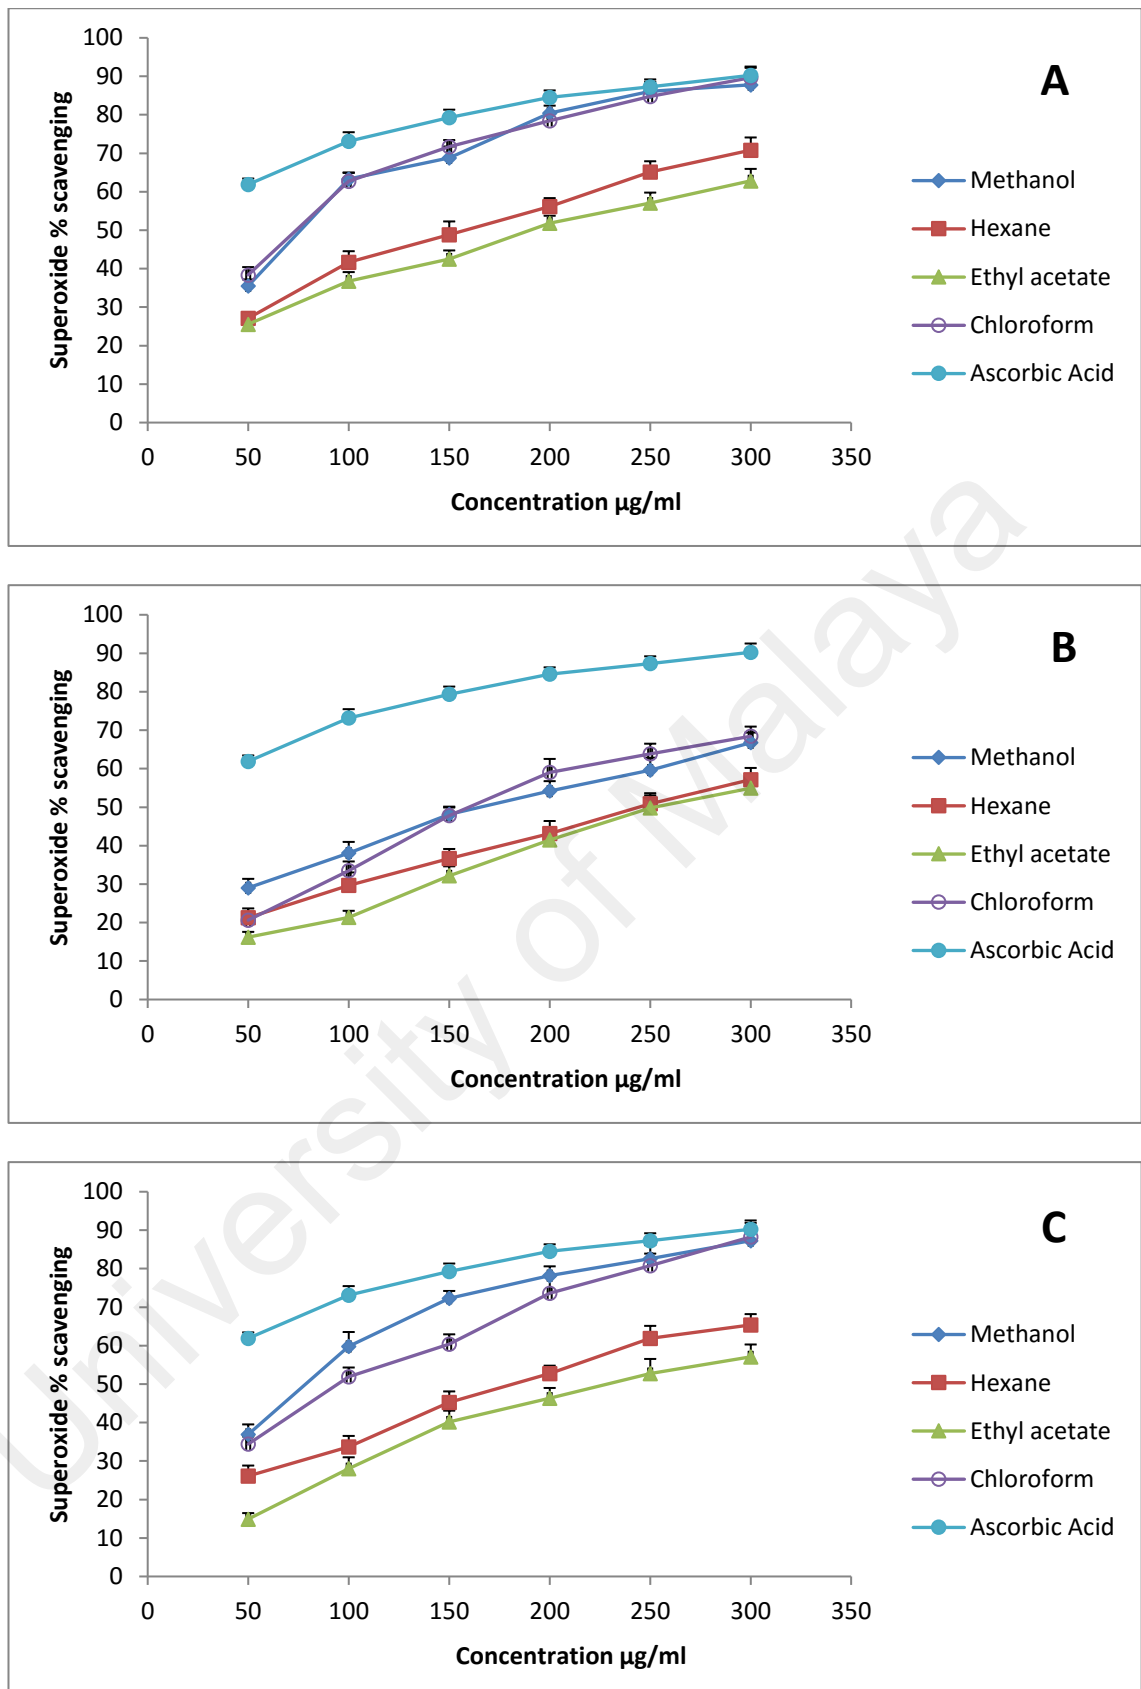 A
Superoxide % scavenging
100
90
80
70
60
50
40
30
20
10
0
0 50 100 150 200 250 300 350
Concentration µg/ml
Methanol
Hexane
Ethyl acetate
Chloroform
Ascorbic Acid
B
Superoxide % scavenging
100
90
80
70
60
50
40
30
20
10
0
0 50 100 150 200 250 300 350
Concentration µg/ml
Methanol
Hexane
Ethyl acetate
Chloroform
Ascorbic Acid
C
Superoxide % scavenging
100
90
80
70
60
50
40
30
20
10
0
0 50 100 150 200 250 300 350
Concentration µg/ml
Methanol
Hexane
Ethyl acetate
Chloroform
Ascorbic Acid
University of Malaya